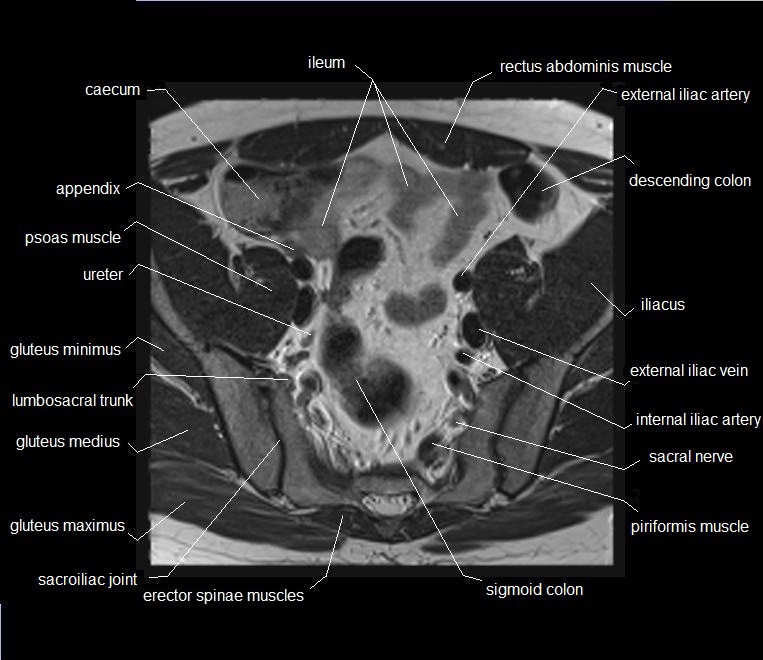 ileum
rectus abdominis muscle
caecum
external iliac artery
descending colon
appendix
psoas muscle
ureter
iliacus
gluteus minimus
external iliac vein
lumbosacral trunk
internal iliac artery
gluteus medius
sacral nerve
gluteus maximus
piriformis muscle
sacroiliac joint
erector spinae muscles
sigmoid colon